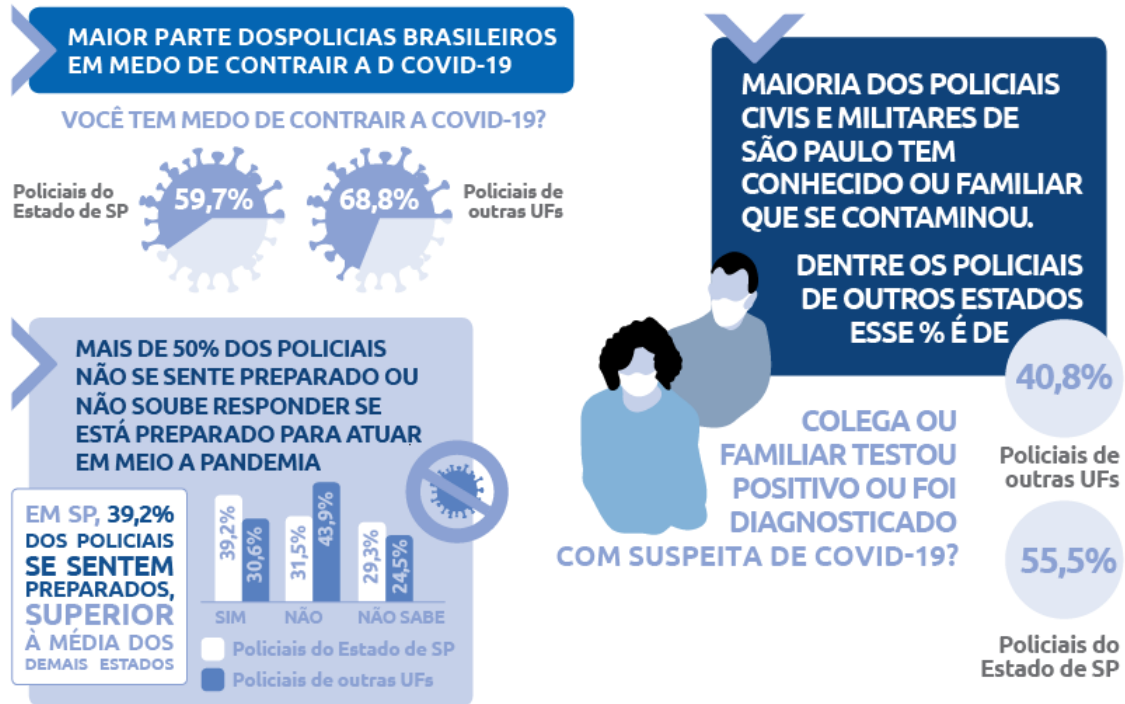 MAIOR PARTE DOSPOLICIAS BRASILEIROS
EM MEDO DE CONTRAIR A D COVID-19
VOCÊ TEM MEDO DE CONTRAIR A COVID-19?
Policiais do
Estado de SP
59,7%
68,8%
Policiais de
outras UFs
MAIS DE 50% DOS POLICIAIS
NÃO SE SENTE PREPARADO OU
NÃO SOUBE RESPONDER SE
ESTÁ PREPARADO PARA ATUAR
EM MEIO A PANDEMIA
EM SP, 39,2%
DOS POLICIAIS
SE SENTEM
PREPARADOS,
SUPERIOR
À MÉDIA DOS
DEMAIS ESTADOS
39,2%
30,6%
31,5%
43,9%
29,3%
24,5%
SIM
NÃO
NÃO SABE
Policiais do Estado de SP
Policiais de outras UFs
MAIORIA DOS POLICIAIS
CIVIS E MILITARES DE
SÃO PAULO TEM
CONHECIDO OU FAMILIAR
QUE SE CONTAMINOU.
DENTRE OS POLICIAIS
DE OUTROS ESTADOS
ESSE % É DE
40,8%
Policiais de
outras UFs
COLEGA OU
FAMILIAR TESTOU
POSITIVO OU FOI
DIAGNOSTICADO
COM SUSPEITA DE COVID-19?
55,5%
Policiais do
Estado de SP